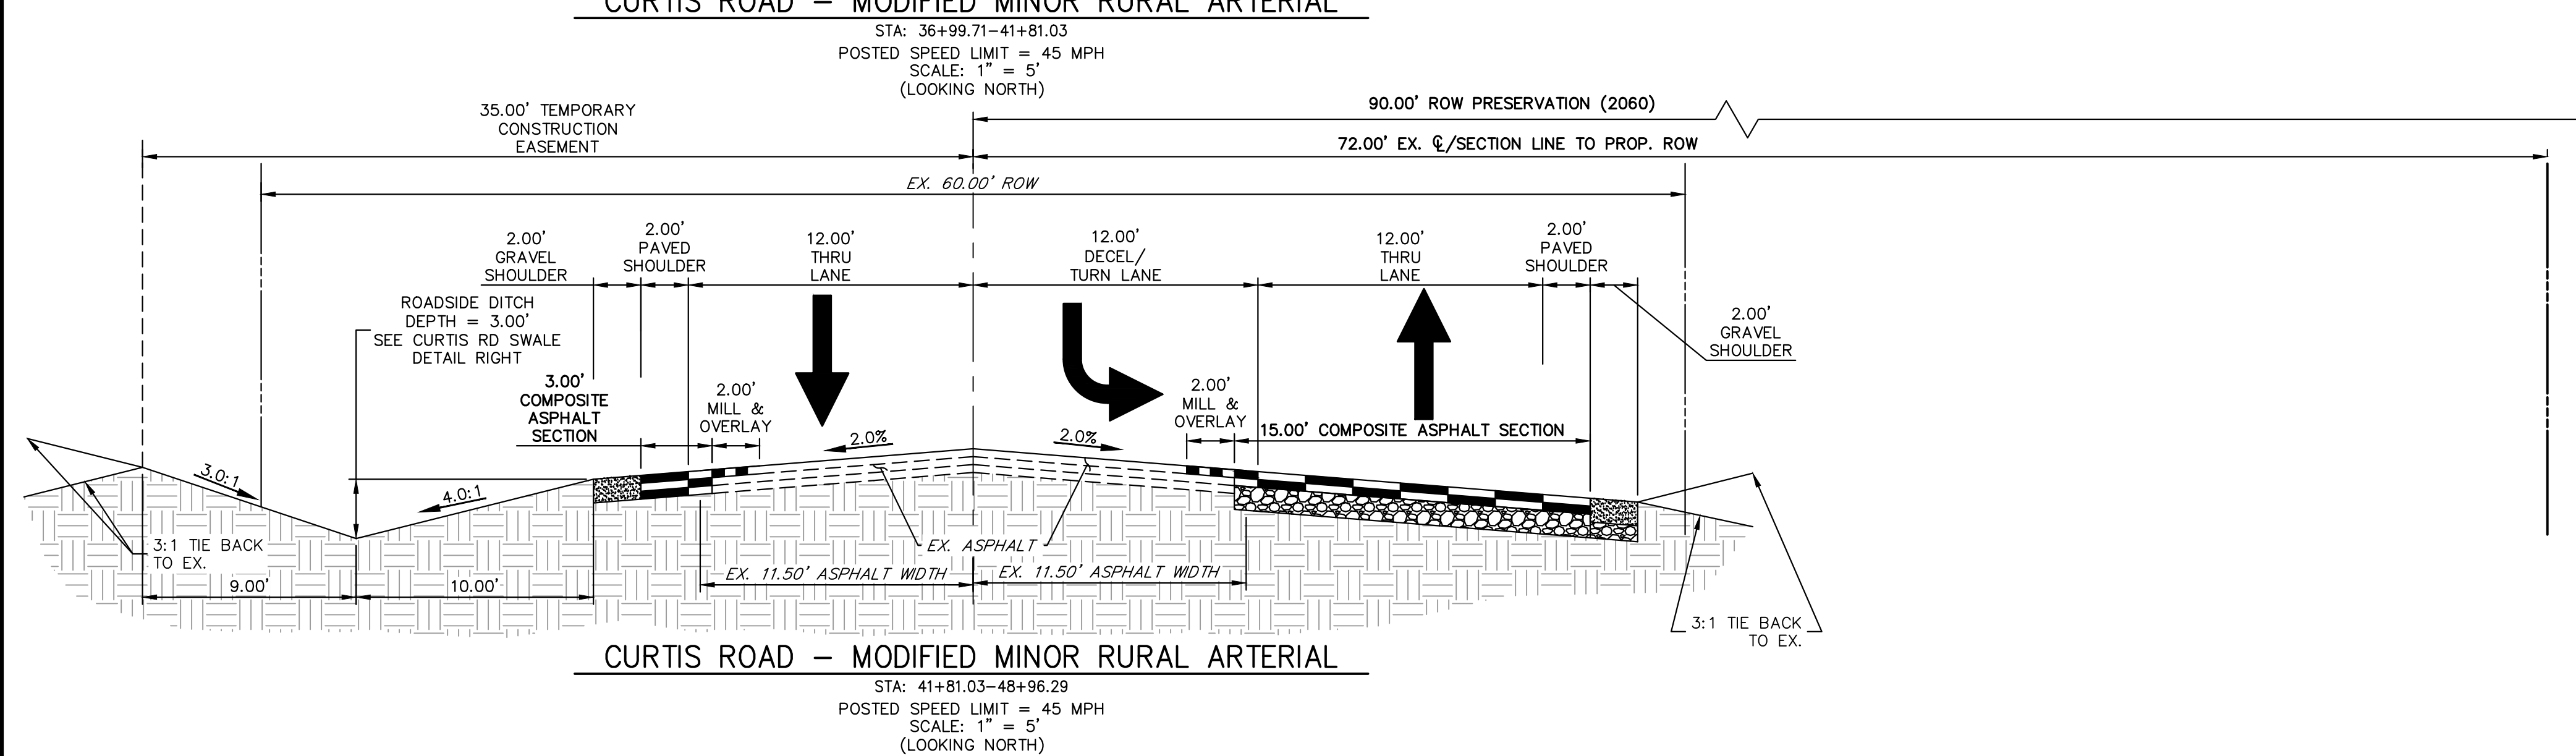 CURTIS ROAD – MODIFIED MINOR RURAL ARTERIAL
STA: 36+99.71-41+81.03
POSTED SPEED LIMIT = 45 MPH
SCALE: 1" = 5'
(LOOKING NORTH)
35.00' TEMPORARY
CONSTRUCTION
EASEMENT
90.00' ROW PRESERVATION (2060)
72.00' EX. ℄/SECTION LINE TO PROP. ROW
EX. 60.00' ROW
2.00'
GRAVEL
SHOULDER
2.00'
PAVED
SHOULDER
12.00'
THRU
LANE
12.00'
DECEL/
TURN LANE
12.00'
THRU
LANE
2.00'
PAVED
SHOULDER
2.00'
GRAVEL
SHOULDER
ROADSIDE DITCH
DEPTH = 3.00'
SEE CURTIS RD SWALE
DETAIL RIGHT
3.00'
COMPOSITE
ASPHALT
SECTION
2.00'
MILL &
OVERLAY
2.00'
MILL &
OVERLAY
15.00' COMPOSITE ASPHALT SECTION
2.0%
2.0%
3.0:1
4.0:1
3:1 TIE BACK
TO EX.
EX. ASPHALT
EX. 11.50' ASPHALT WIDTH
EX. 11.50' ASPHALT WIDTH
9.00'
10.00'
3:1 TIE BACK
TO EX.
CURTIS ROAD – MODIFIED MINOR RURAL ARTERIAL
STA: 41+81.03-48+96.29
POSTED SPEED LIMIT = 45 MPH
SCALE: 1" = 5'
(LOOKING NORTH)